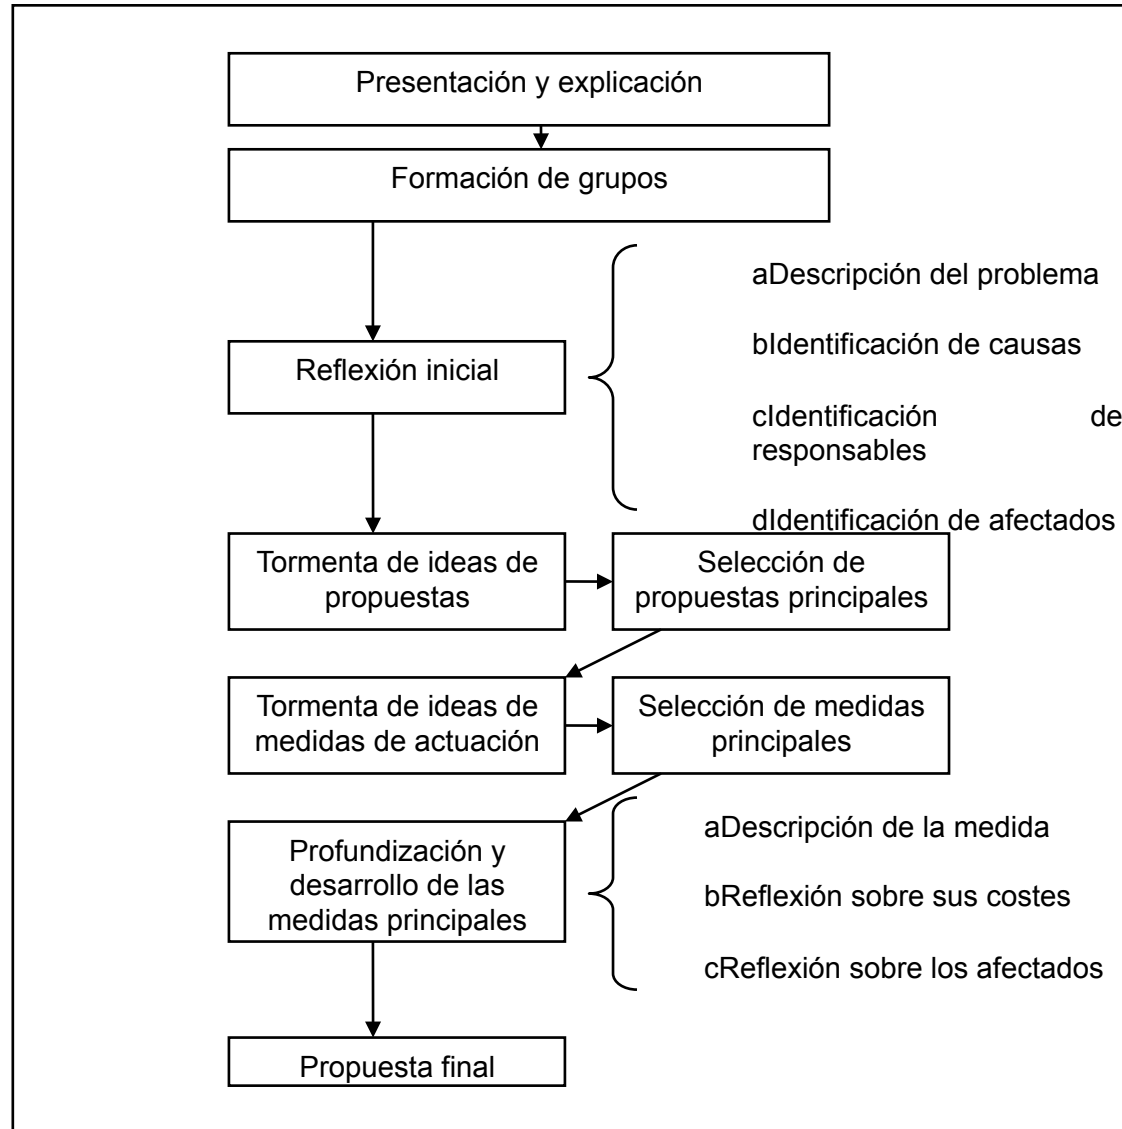 Presentación y explicación
Formación de grupos
aDescripción del problema
bIdentificación de causas
Reflexión inicial
cIdentificación de
responsables
dIdentificación de afectados
Tormenta de ideas de
propuestas
Selección de
propuestas principales
Tormenta de ideas de
medidas de actuación
Selección de medidas
principales
Profundización y
desarrollo de las
medidas principales
aDescripción de la medida
bReflexión sobre sus costes
cReflexión sobre los afectados
Propuesta final